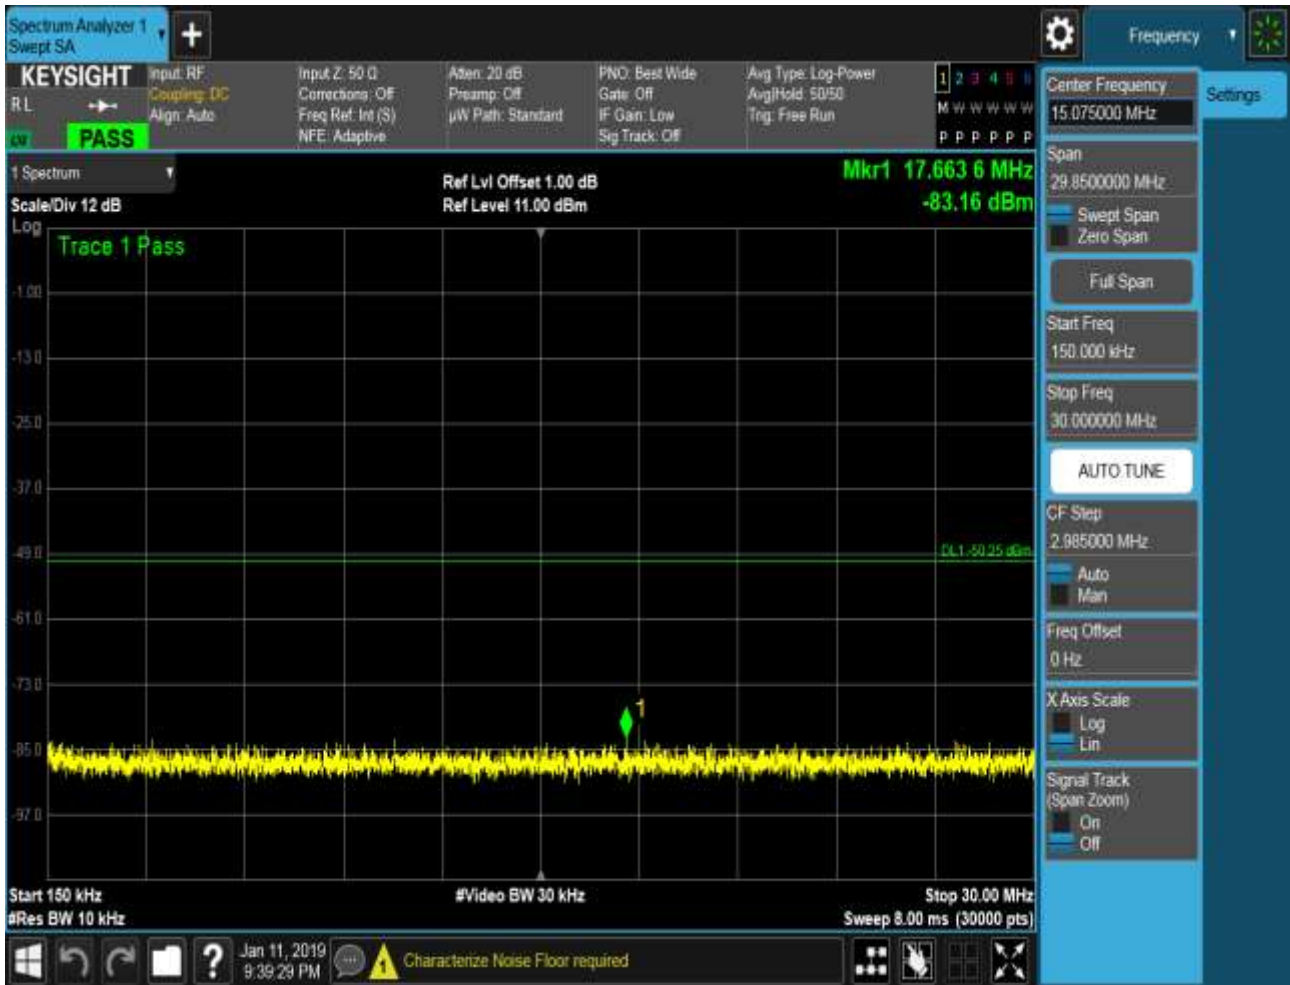 Spectrum Analyzer 1
Swept SA
Frequency
KEYSIGHT
R L
PASS
Input: RF
Coupling: DC
Align: Auto
Input Z: 50 Ω
Corrections: Off
Freq Ref: Int (S)
NFE: Adaptive
Atten: 20 dB
Preamp: Off
µW Path: Standard
PNO: Best Wide
Gate: Off
IF Gain: Low
Sig Track: Off
Avg Type: Log-Power
Avg|Hold: 50/50
Trig: Free Run
1 2 3 4 5 6
M W W W W W
P P P P P P
1 Spectrum
Scale/Div 12 dB
Log
Ref Lvl Offset 1.00 dB
Ref Level 11.00 dBm
Mkr1 17.663 6 MHz
-83.16 dBm
Trace 1 Pass
-1.00
-13.0
-25.0
-37.0
-49.0
DL1 -50.25 dBm
-61.0
-73.0
1
-85.0
-97.0
Start 150 kHz
#Res BW 10 kHz
#Video BW 30 kHz
Stop 30.00 MHz
Sweep 8.00 ms (30000 pts)
Center Frequency
15.075000 MHz
Settings
Span
29.8500000 MHz
Swept Span
Zero Span
Full Span
Start Freq
150.000 kHz
Stop Freq
30.000000 MHz
AUTO TUNE
CF Step
2.985000 MHz
Auto
Man
Freq Offset
0 Hz
X Axis Scale
Log
Lin
Signal Track
(Span Zoom)
On
Off
?
Jan 11, 2019
9:39:29 PM
1
Characterize Noise Floor required